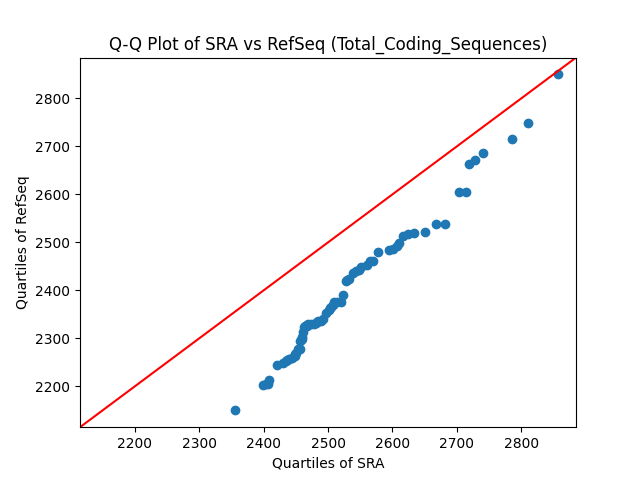 Q-Q Plot of SRA vs RefSeq (Total_Coding_Sequences)
Quartiles of RefSeq
2800
2700
2600
2500
2400
2300
2200
2200 2300 2400 2500 2600 2700 2800
Quartiles of SRA